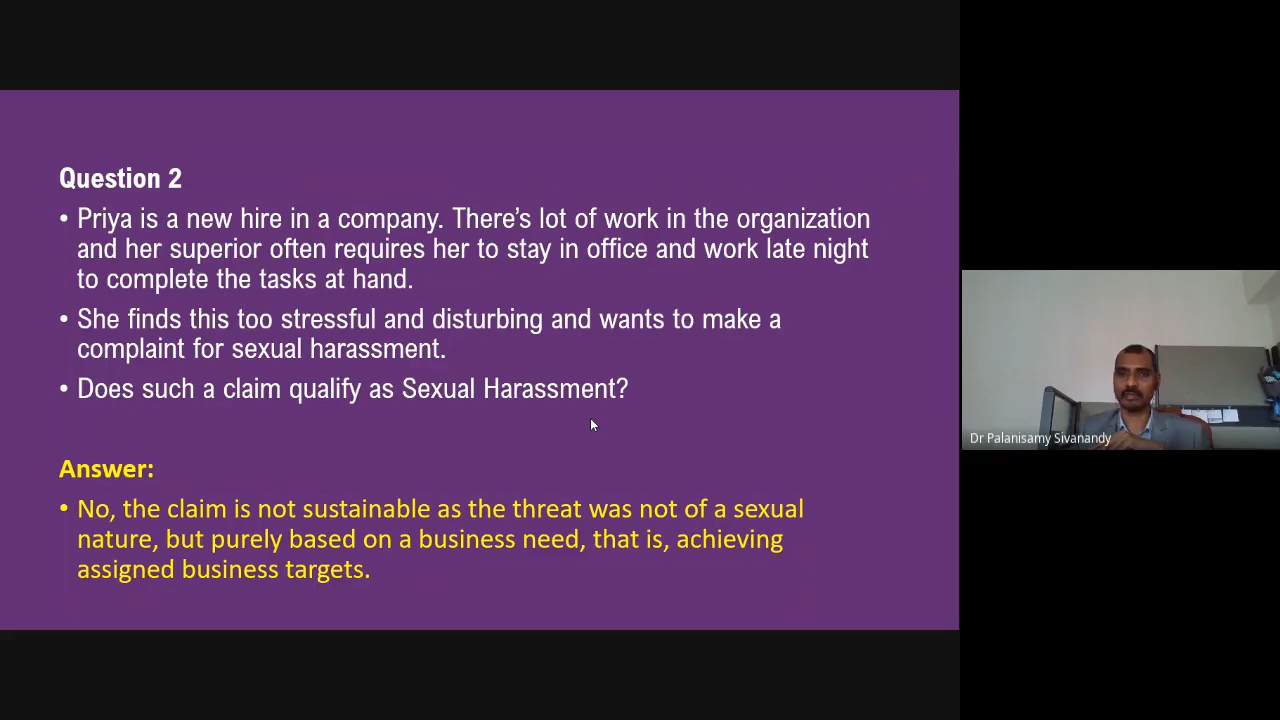 Question 2
• Priya is a new hire in a company. There's lot of work in the organization
and her superior often requires her to stay in office and work late night
to complete the tasks at hand.
• She finds this too stressful and disturbing and wants to make a
complaint for sexual harassment.
• Does such a claim qualify as Sexual Harassment?
Answer:
• No, the claim is not sustainable as the threat was not of a sexual
nature, but purely based on a business need, that is, achieving
assigned business targets.
Dr Palanisamy Sivanandy